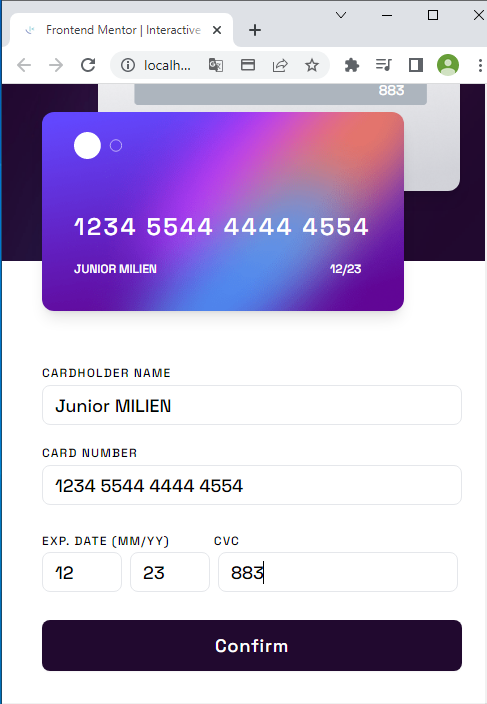 Frontend Mentor | Interactive
localh...
883
1234 5544 4444 4554
JUNIOR MILIEN 12/23
CARDHOLDER NAME
Junior MILIEN
CARD NUMBER
1234 5544 4444 4554
EXP. DATE (MM/YY) CVC
12 23 883
Confirm